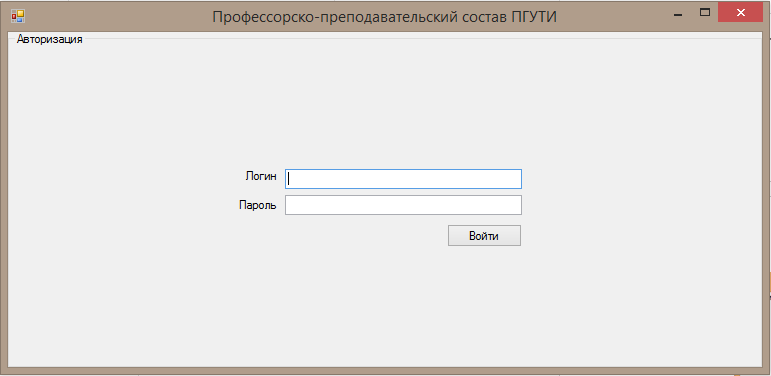 Профессорско-преподавательский состав ПГУТИ
Авторизация
Логин
Пароль
Войти